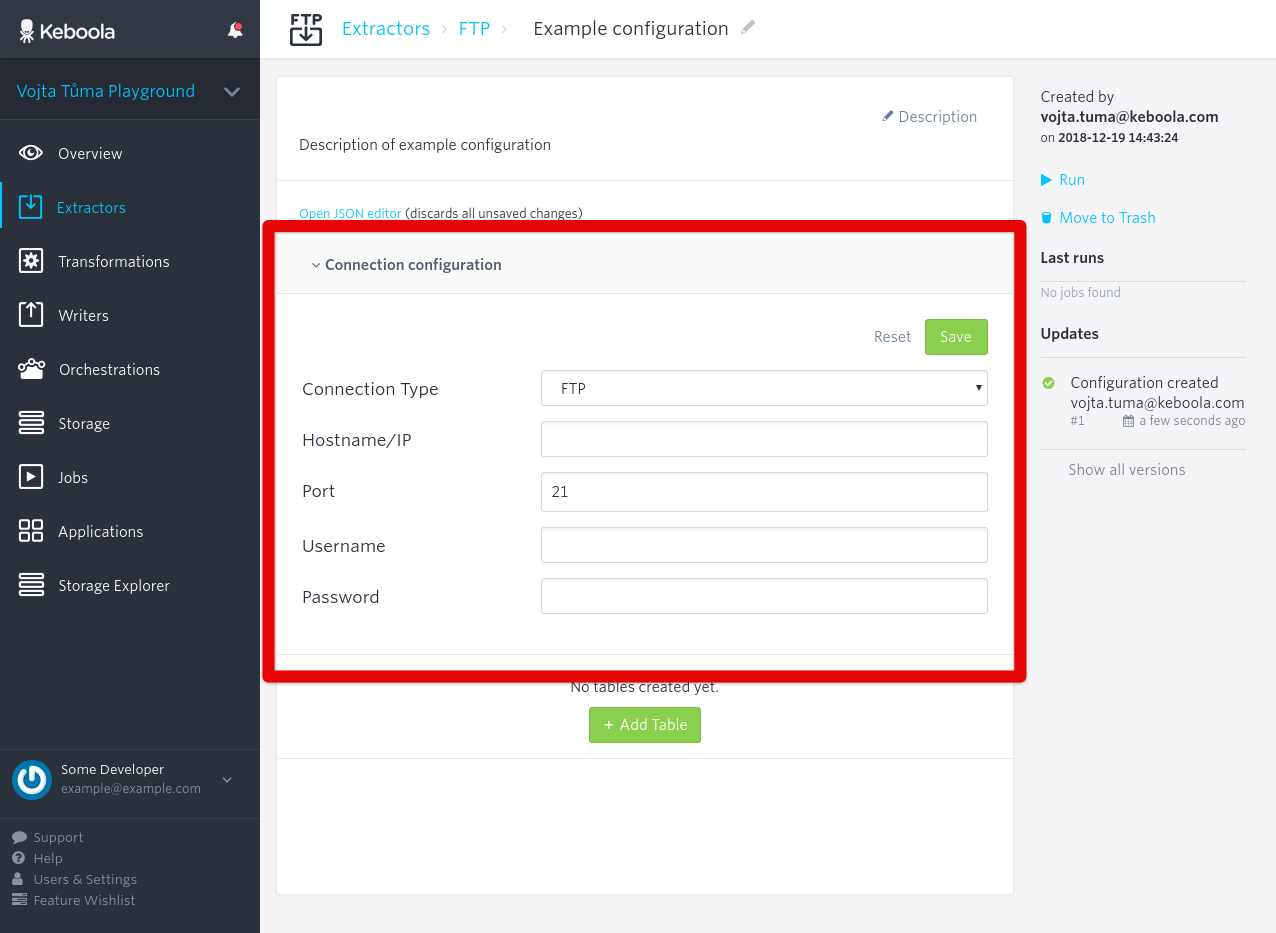 Keboola
Vojta Tůma Playground
Overview
Extractors
Transformations
Writers
Orchestrations
Storage
Jobs
Applications
Storage Explorer
Some Developer
example@example.com
Support
Help
Users & Settings
Feature Wishlist
FTP
Extractors › FTP › Example configuration
Description
Description of example configuration
Open JSON editor (discards all unsaved changes)
Connection configuration
Reset Save
Connection Type FTP
Hostname/IP
Port 21
Username
Password
No tables created yet.
+ Add Table
Created by
vojta.tuma@keboola.com
on 2018-12-19 14:43:24
Run
Move to Trash
Last runs
No jobs found
Updates
Configuration created
vojta.tuma@keboola.com
#1 a few seconds ago
Show all versions